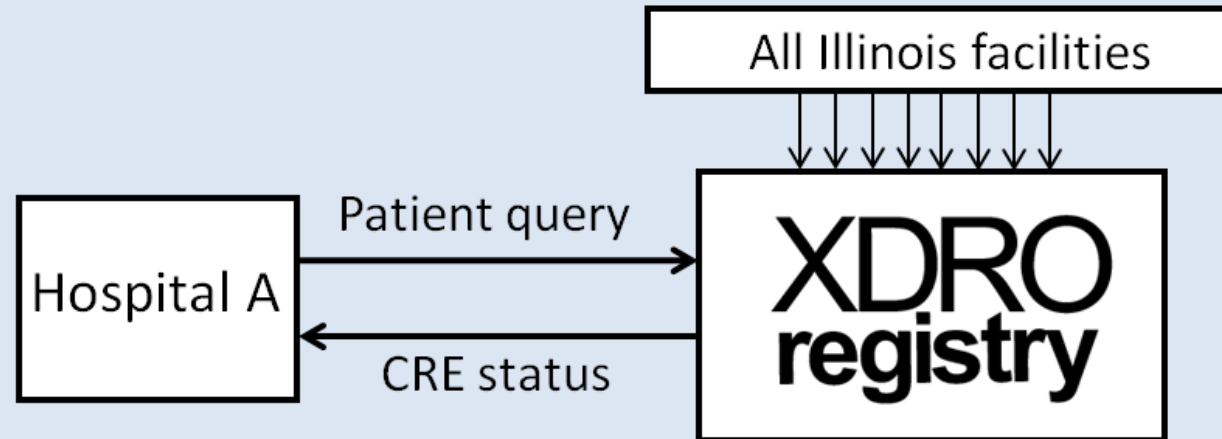 All Illinois facilities
Patient query
Hospital A
CRE status
XDRO
registry